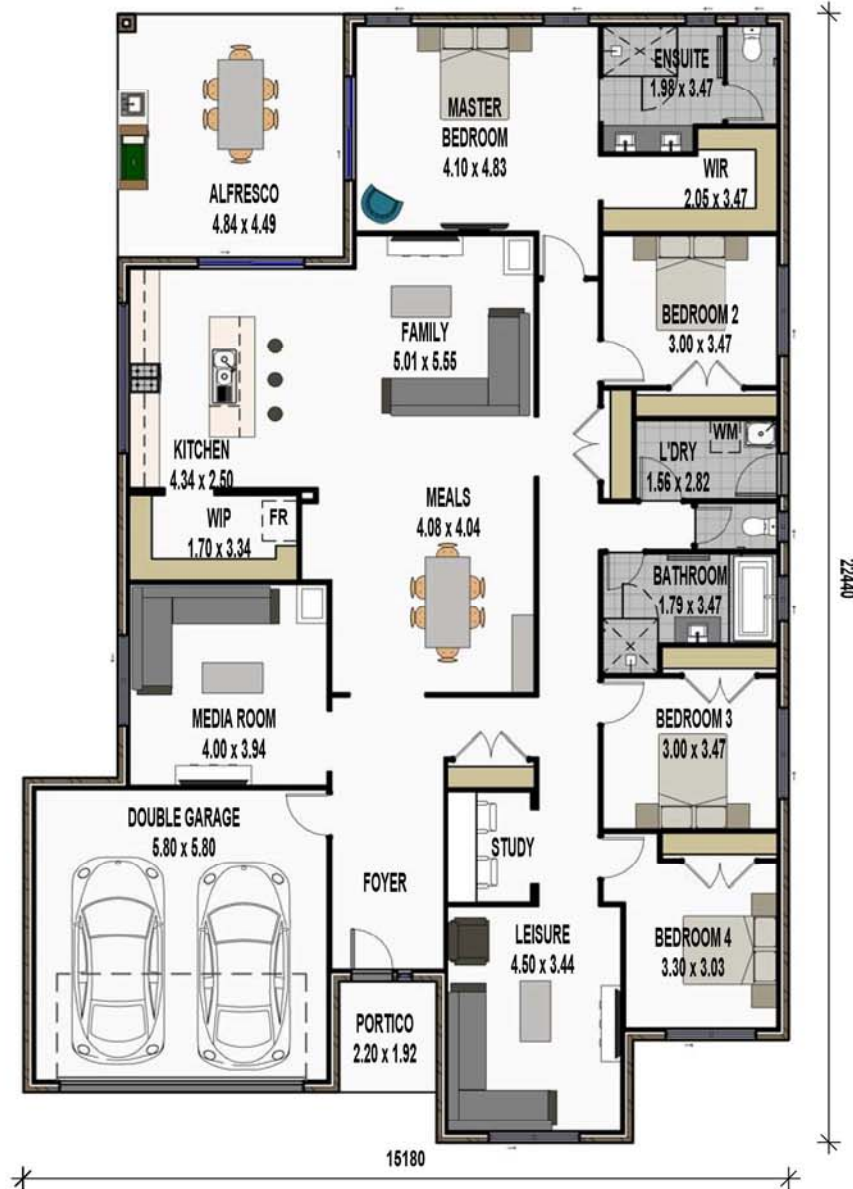 ENSUITE
1.98 x 3.47
MASTER
BEDROOM
4.10 x 4.83
WIR
2.05 x 3.47
ALFRESCO
4.84 x 4.49
FAMILY
5.01 x 5.55
BEDROOM 2
3.00 x 3.47
KITCHEN
4.34 x 2.50
WM
L'DRY
1.56 x 2.82
WIP
1.70 x 3.34
FR
MEALS
4.08 x 4.04
BATHROOM
1.79 x 3.47
22440
MEDIA ROOM
4.00 x 3.94
BEDROOM 3
3.00 x 3.47
DOUBLE GARAGE
5.80 x 5.80
STUDY
FOYER
LEISURE
4.50 x 3.44
BEDROOM 4
3.30 x 3.03
PORTICO
2.20 x 1.92
15180